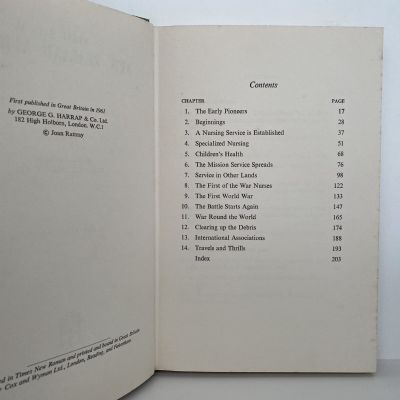 First published in Great Britain in 1961
by GEORGE G. HARRAP & Co. Ltd
182 High Holborn, London. W.C.1
© Joan Ramsay
in Times New Roman and printed and bound in Great Britain
Cox and Wyman Ltd., London, Reading, and Fakenham
Contents
CHAPTER PAGE
1. The Early Pioneers 17
2. Beginnings 28
3. A Nursing Service is Established 37
4. Specialized Nursing 51
5. Children's Health 68
6. The Mission Service Spreads 76
7. Service in Other Lands 98
8. The First of the War Nurses 122
9. The First World War 133
10. The Battle Starts Again 147
11. War Round the World 165
12. Clearing up the Debris 174
13. International Associations 188
14. Travels and Thrills 193
Index 203